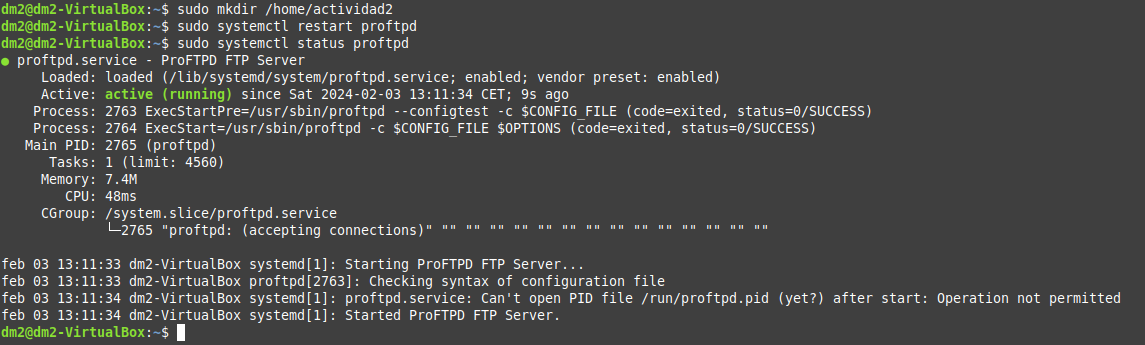 dm2@dm2-VirtualBox:~$ sudo mkdir /home/actividad2
dm2@dm2-VirtualBox:~$ sudo systemctl restart proftpd
dm2@dm2-VirtualBox:~$ sudo systemctl status proftpd
● proftpd.service - ProFTPD FTP Server
     Loaded: loaded (/lib/systemd/system/proftpd.service; enabled; vendor preset: enabled)
     Active: active (running) since Sat 2024-02-03 13:11:34 CET; 9s ago
    Process: 2763 ExecStartPre=/usr/sbin/proftpd --configtest -c $CONFIG_FILE (code=exited, status=0/SUCCESS)
    Process: 2764 ExecStart=/usr/sbin/proftpd -c $CONFIG_FILE $OPTIONS (code=exited, status=0/SUCCESS)
   Main PID: 2765 (proftpd)
      Tasks: 1 (limit: 4560)
     Memory: 7.4M
        CPU: 48ms
     CGroup: /system.slice/proftpd.service
             └─2765 "proftpd: (accepting connections)" "" "" "" "" "" "" "" "" "" "" "" "" "" ""

feb 03 13:11:33 dm2-VirtualBox systemd[1]: Starting ProFTPD FTP Server...
feb 03 13:11:33 dm2-VirtualBox proftpd[2763]: Checking syntax of configuration file
feb 03 13:11:34 dm2-VirtualBox systemd[1]: proftpd.service: Can't open PID file /run/proftpd.pid (yet?) after start: Operation not permitted
feb 03 13:11:34 dm2-VirtualBox systemd[1]: Started ProFTPD FTP Server.
dm2@dm2-VirtualBox:~$